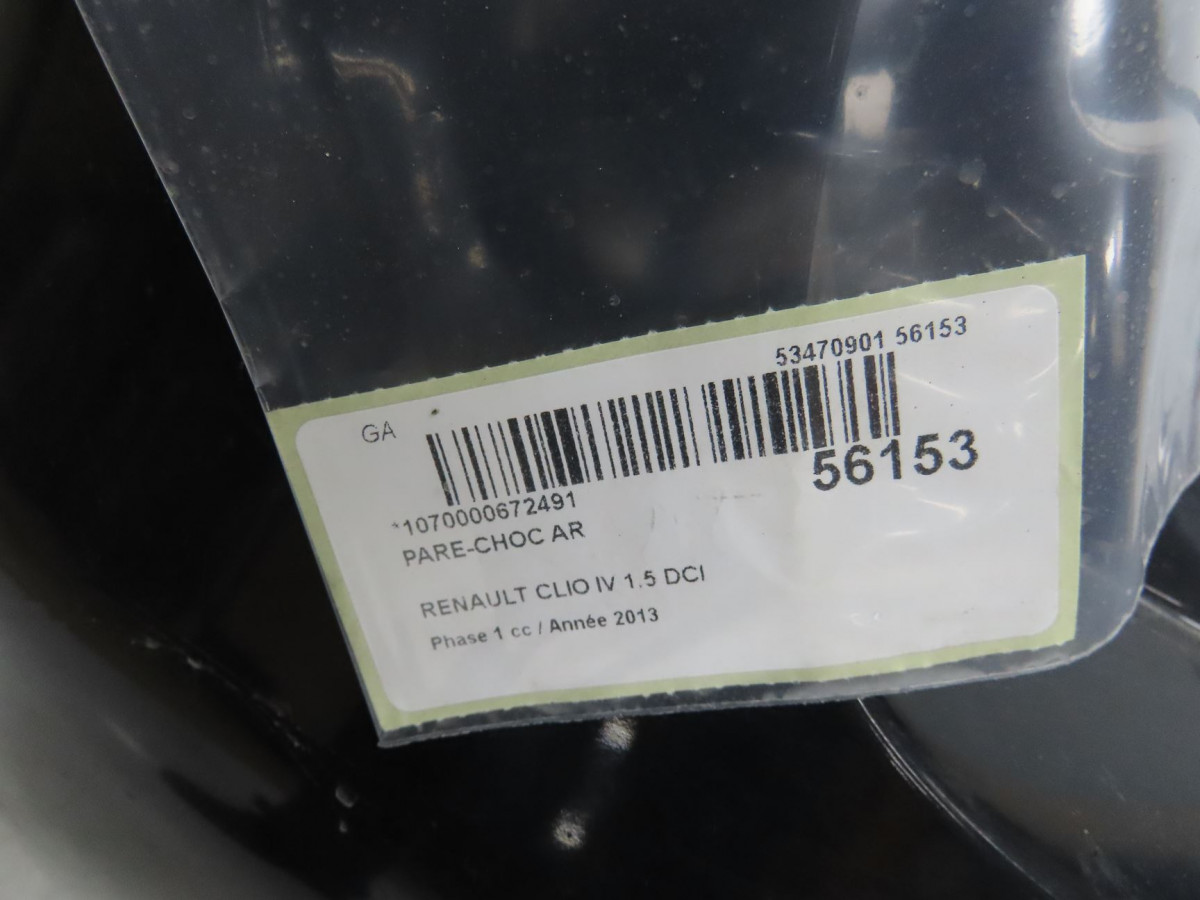 53470901 56153
GA
56153
*1070000672491
PARE-CHOC AR
RENAULT CLIO IV 1.5 DCI
Phase 1 cc / Année 2013